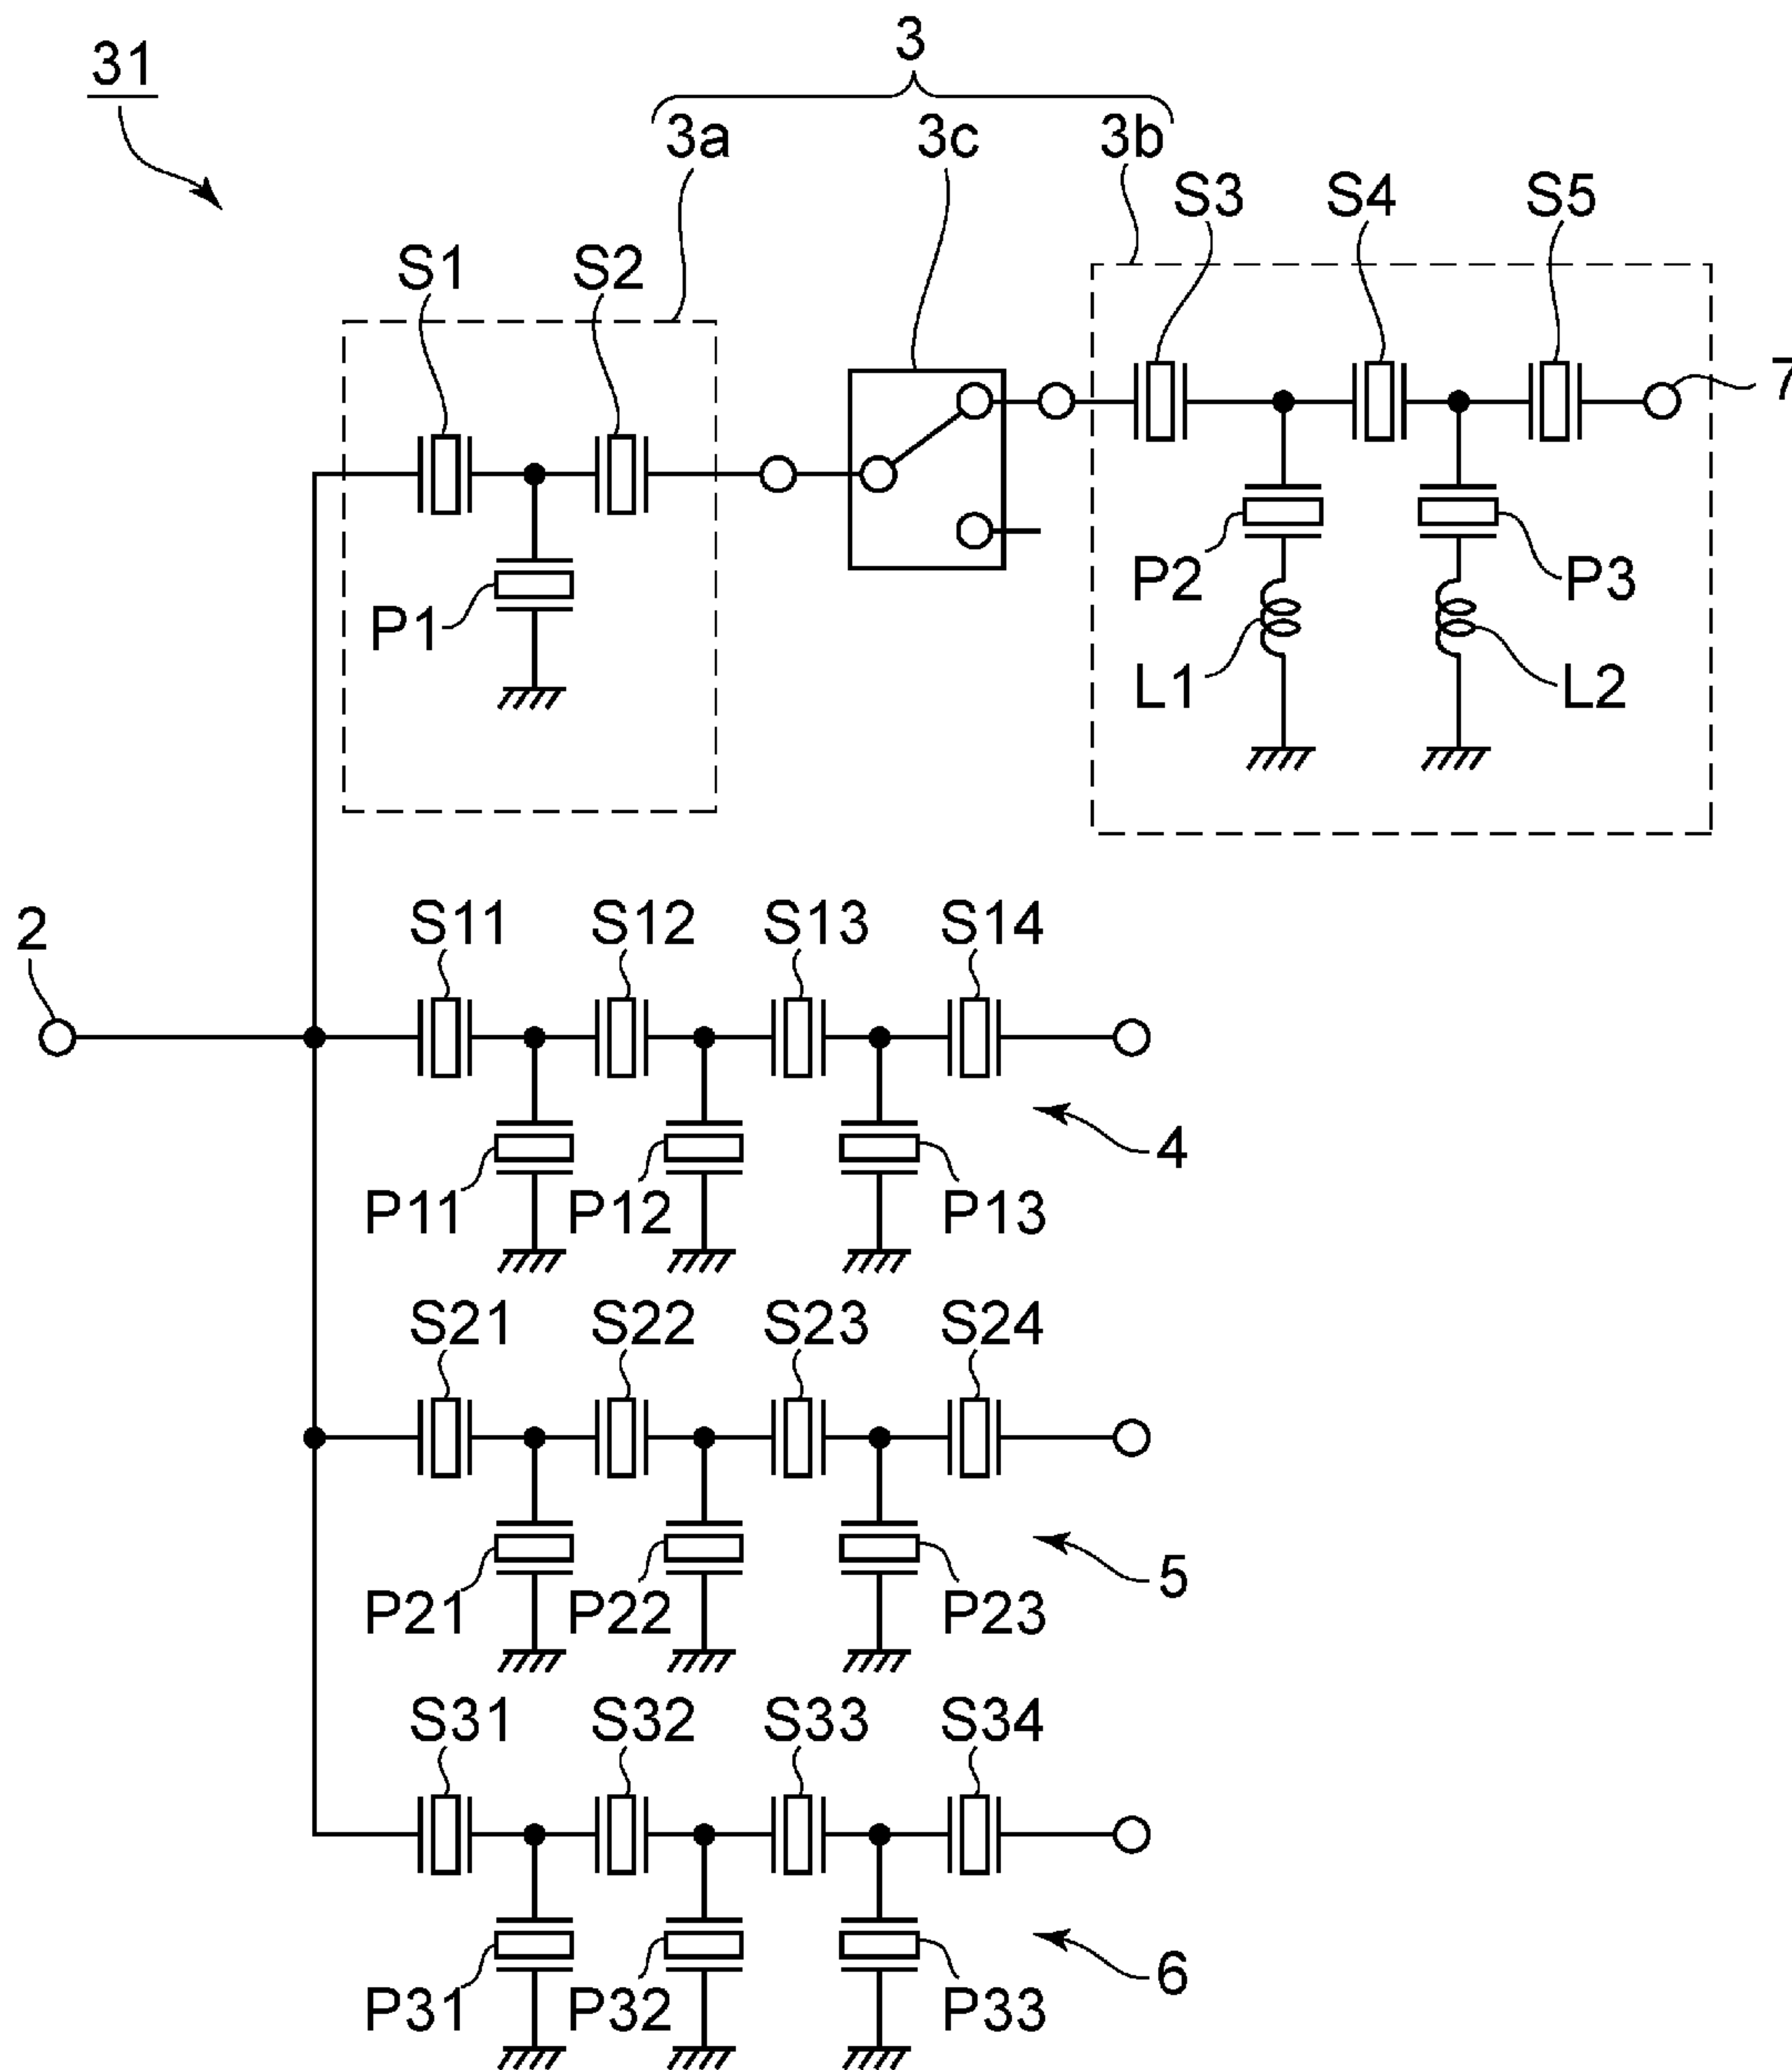 3
31
3a 3c 3b
S3 S4 S5
S1 S2
7
P1
P2 P3
L1 L2
2
S11 S12 S13 S14
4
P11 P12 P13
S21 S22 S23 S24
5
P21 P22 P23
S31 S32 S33 S34
6
P31 P32 P33